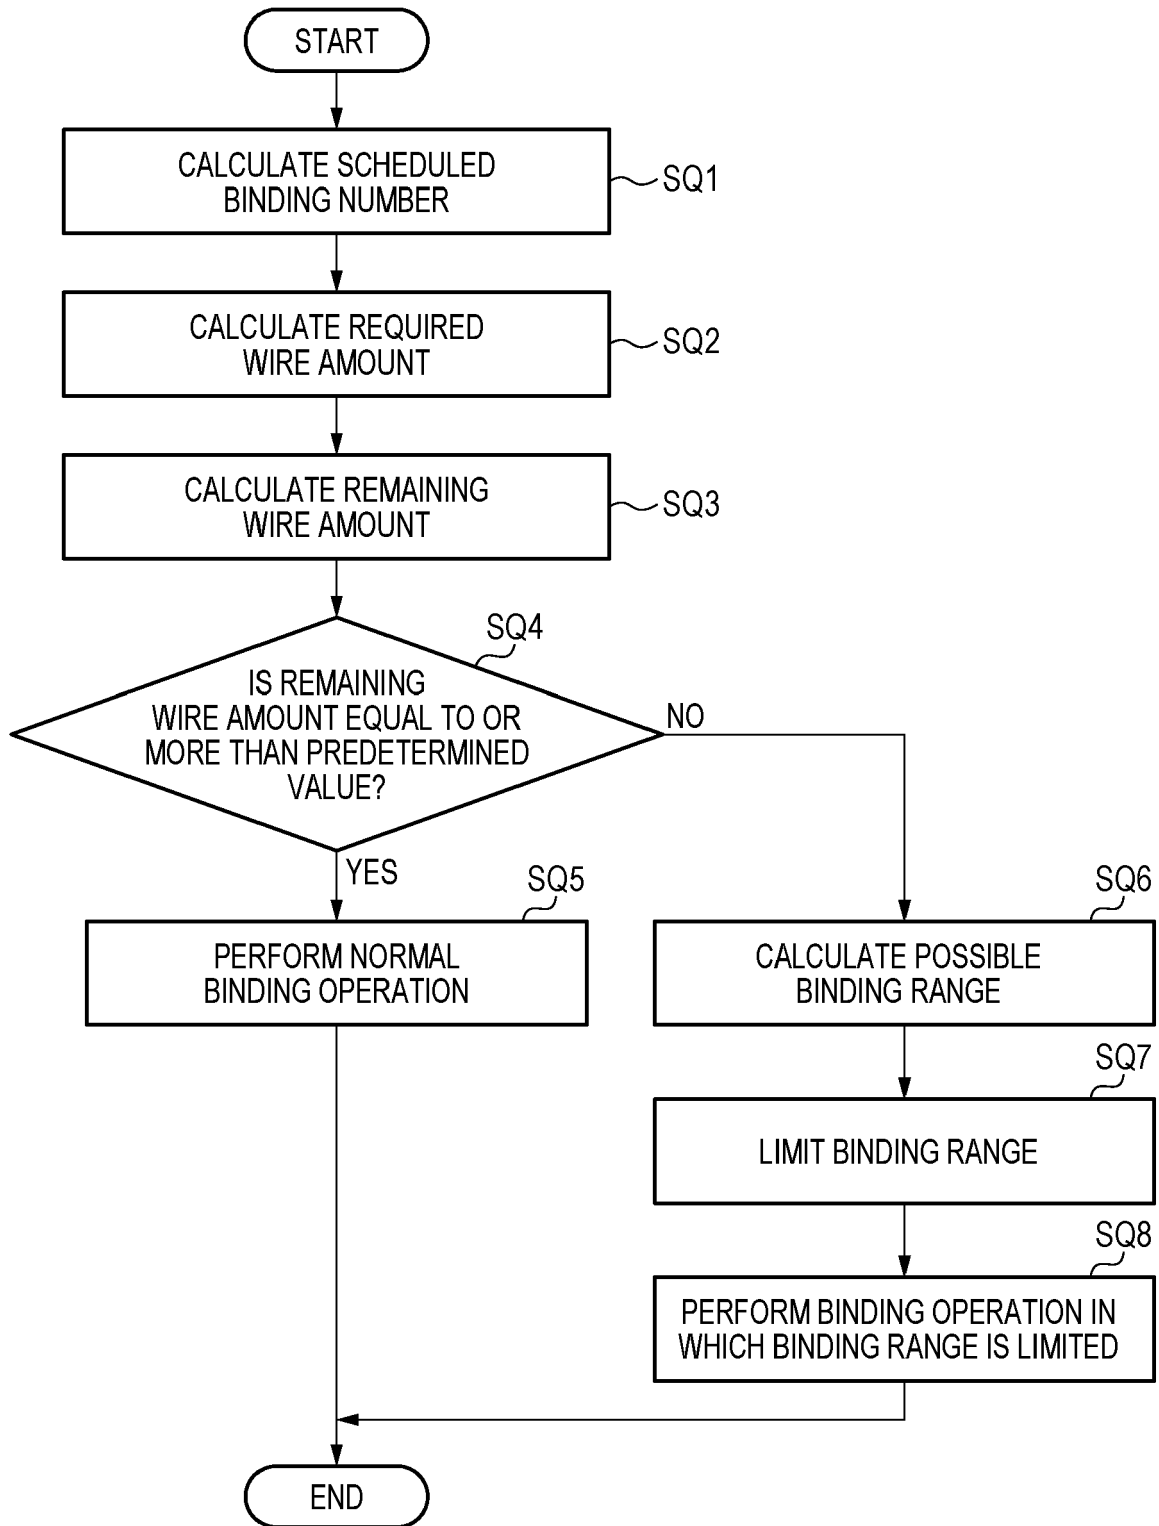 START
CALCULATE SCHEDULED
BINDING NUMBER
SQ1
CALCULATE REQUIRED
WIRE AMOUNT
SQ2
CALCULATE REMAINING
WIRE AMOUNT
SQ3
SQ4
IS REMAINING
WIRE AMOUNT EQUAL TO OR
MORE THAN PREDETERMINED
VALUE?
NO
YES
SQ5
PERFORM NORMAL
BINDING OPERATION
SQ6
CALCULATE POSSIBLE
BINDING RANGE
SQ7
LIMIT BINDING RANGE
SQ8
PERFORM BINDING OPERATION IN
WHICH BINDING RANGE IS LIMITED
END